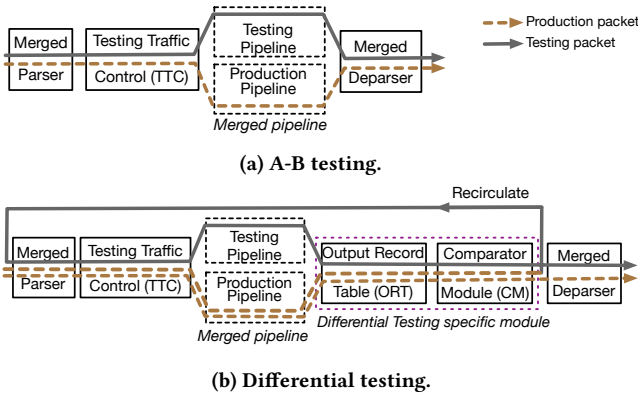 Production packet
Testing packet
Merged
Parser
Testing Traffic
Control (TTC)
Testing
Pipeline
Production
Pipeline
Merged pipeline
Merged
Deparser
(a) A-B testing.
Recirculate
Merged
Parser
Testing Traffic
Control (TTC)
Testing
Pipeline
Production
Pipeline
Merged pipeline
Output Record
Table (ORT)
Comparator
Module (CM)
Differential Testing specific module
Merged
Deparser
(b) Differential testing.